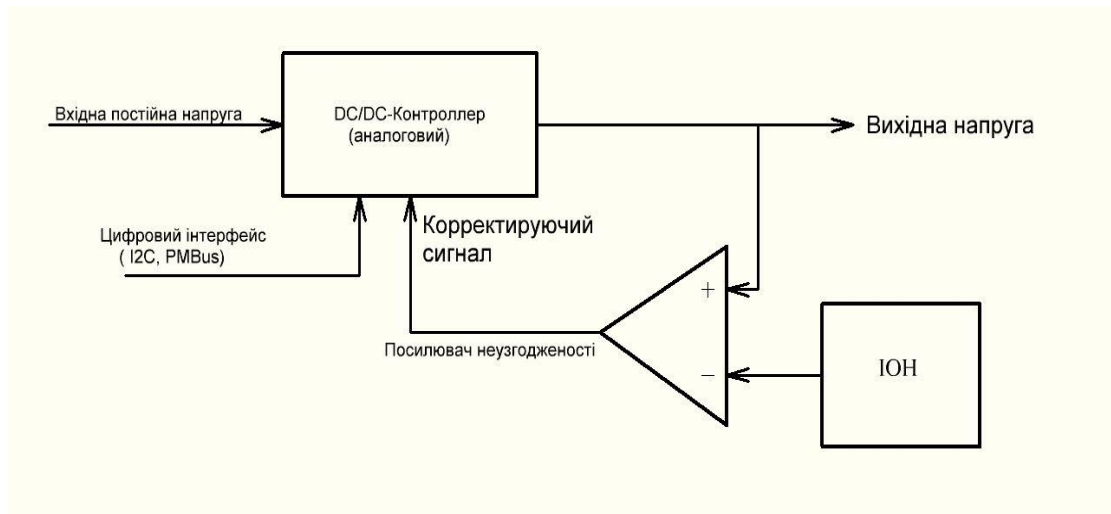 Вхідна постійна напруга
DC/DC-Контроллер
(аналоговий)
Вихідна напруга
Цифровий інтерфейс
( I2C, PMBus)
Корректируючий
сигнал
+
Посилювач неузгодженості
−
ІОН